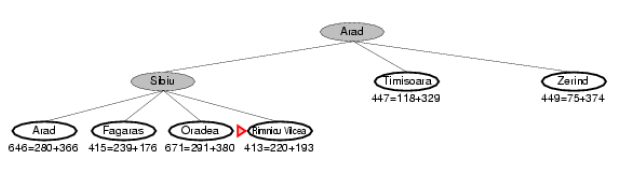 Arad
Sibiu
Timisoara
Zerind
447=118+329
449=75+374
Arad
Fagaras
Oradea
Rimnicu Vilcea
646=280+366
415=239+176
671=291+380
413=220+193